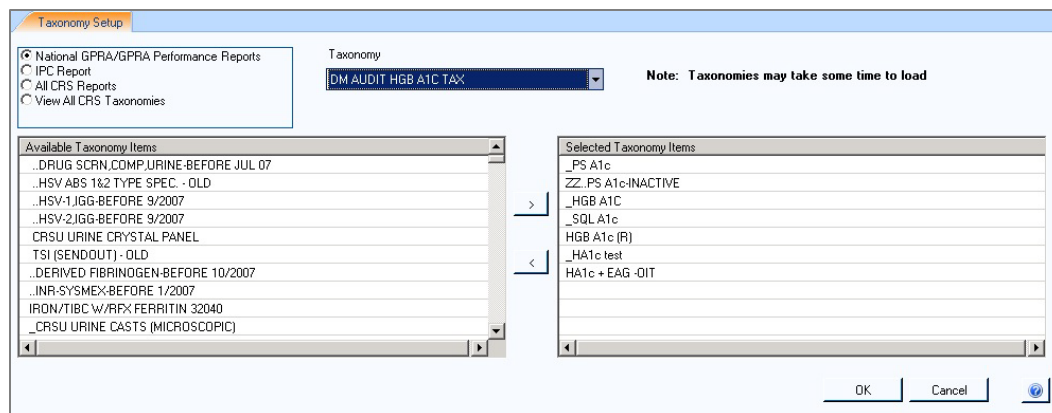 Taxonomy Setup
National GPRA/GPRA Performance Reports
IPC Report
All CRS Reports
View All CRS Taxonomies
Taxonomy
DM AUDIT HGB A1C TAX
Note: Taxonomies may take some time to load
Available Taxonomy Items
..DRUG SCRN,COMP,URINE-BEFORE JUL 07
..HSV ABS 1&2 TYPE SPEC. - OLD
..HSV-1,IGG-BEFORE 9/2007
..HSV-2,IGG-BEFORE 9/2007
CRSU URINE CRYSTAL PANEL
TSI (SENDOUT) - OLD
..DERIVED FIBRINOGEN-BEFORE 10/2007
..INR-SYSMEX-BEFORE 1/2007
IRON/TIBC W/RFX FERRITIN 32040
_CRSU URINE CASTS (MICROSCOPIC)
>
<
Selected Taxonomy Items
_PS A1c
ZZ..PS A1c-INACTIVE
_HGB A1C
_SQL A1c
HGB A1c (R)
_HA1c test
HA1c + EAG -OIT
OK
Cancel
?